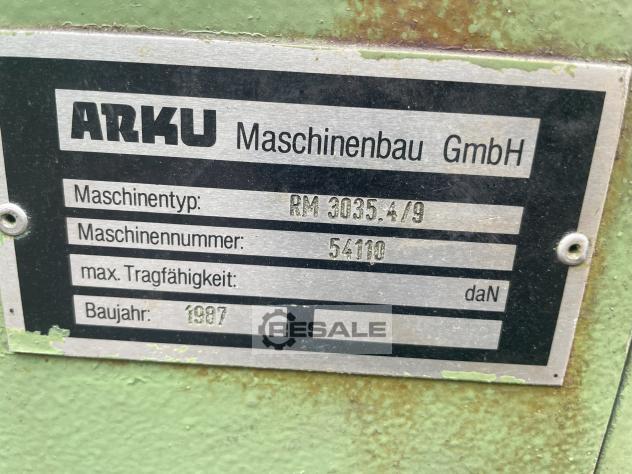 ARKU Maschinenbau GmbH
Maschinentyp: RM 3035.4/9
Maschinennummer: 54110
max. Tragfähigkeit: daN
Baujahr: 1987
BESALE